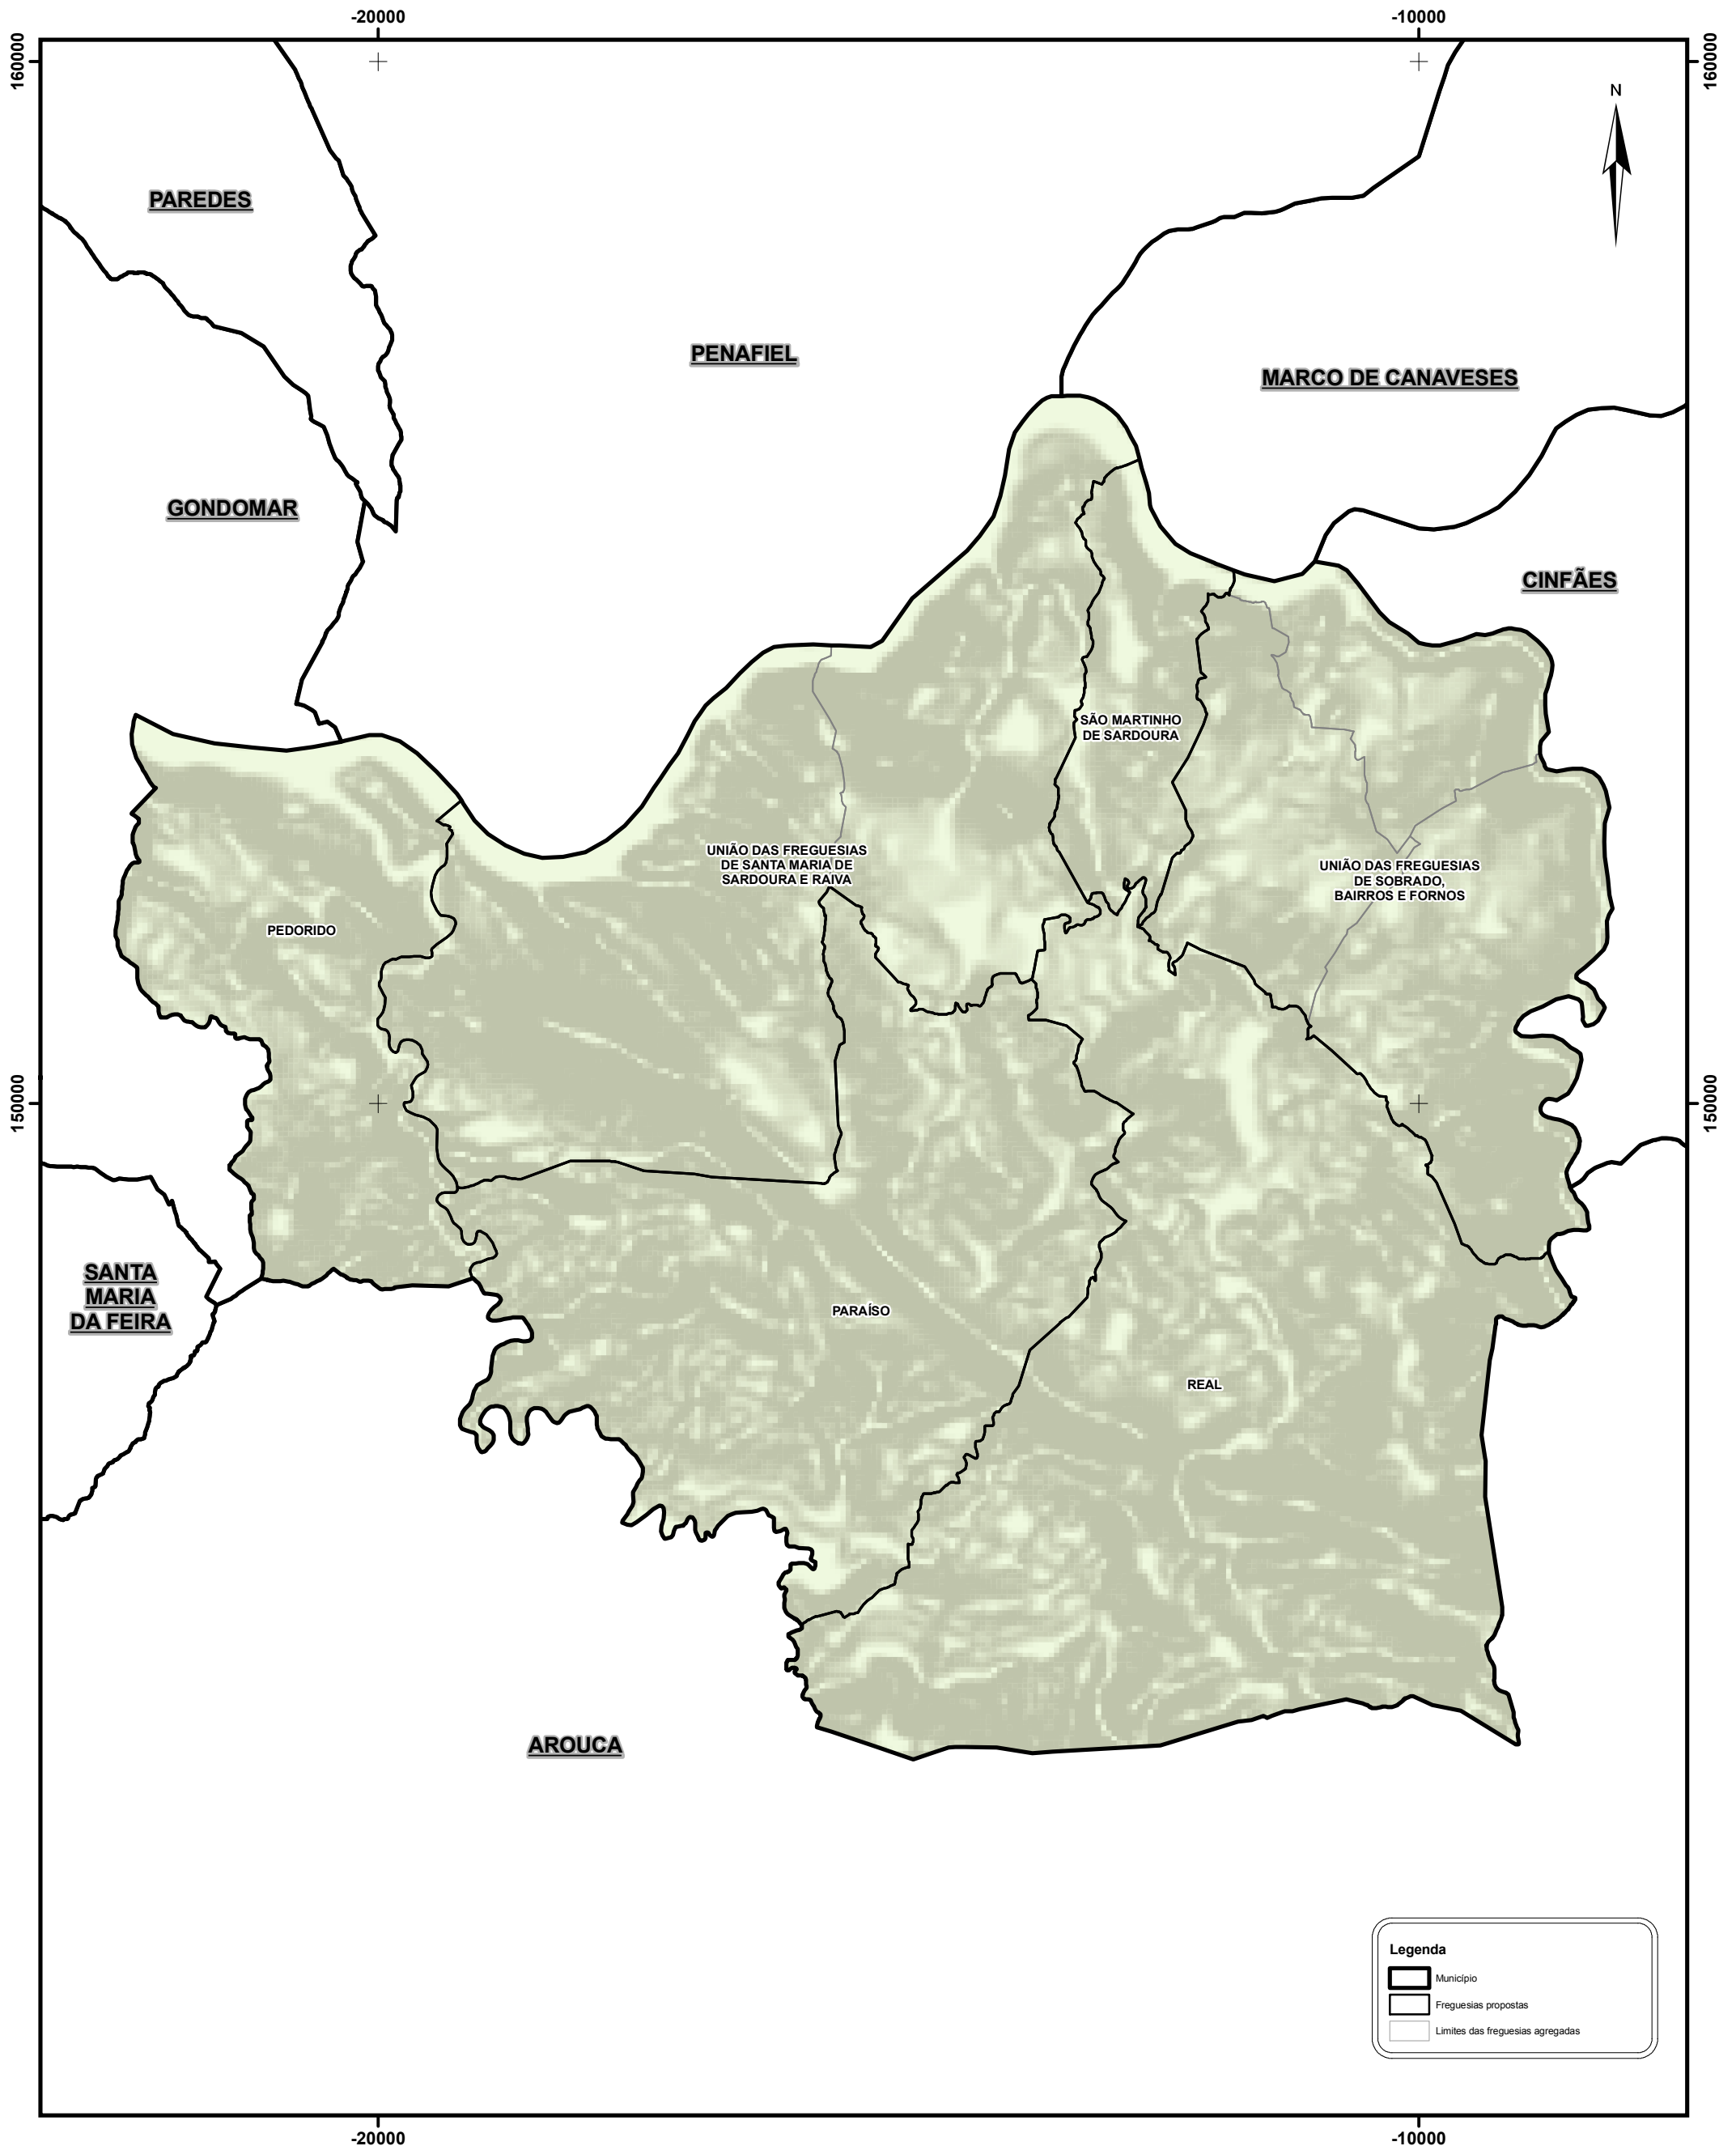 -20000
-10000
160000
160000
N
PAREDES
PENAFIEL
MARCO DE CANAVESES
GONDOMAR
CINFÃES
SÃO MARTINHO
DE SARDOURA
UNIÃO DAS FREGUESIAS
DE SANTA MARIA DE
SARDOURA E RAIVA
UNIÃO DAS FREGUESIAS
DE SOBRADO,
BAIRROS E FORNOS
PEDORIDO
150000
150000
SANTA
MARIA
DA FEIRA
PARAÍSO
REAL
AROUCA
Legenda
Município
Freguesias propostas
Limites das freguesias agregadas
-20000
-10000